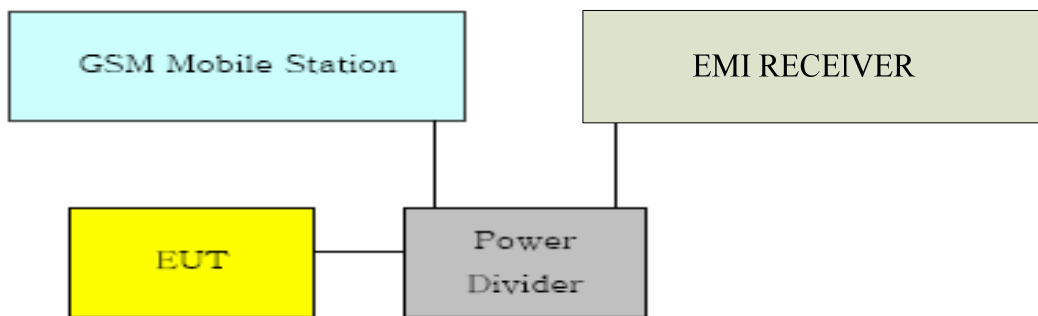 GSM Mobile Station
EMI RECEIVER
EUT
Power
Divider